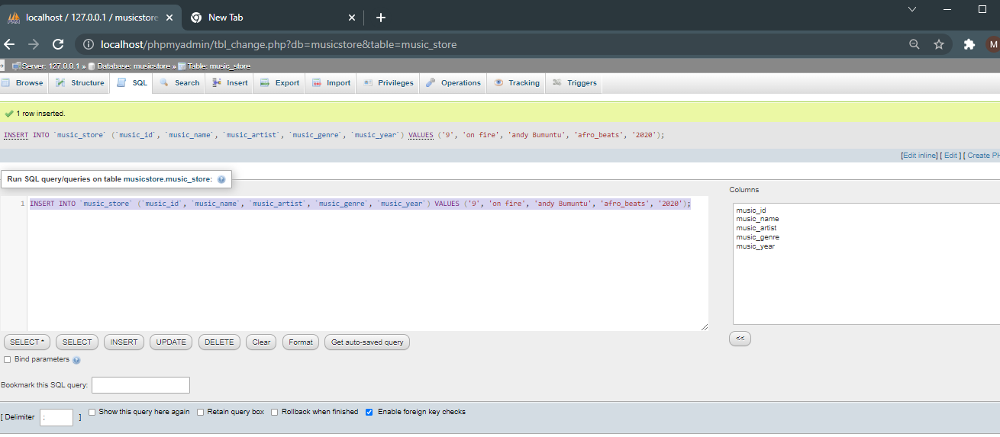 localhost / 127.0.0.1 / musicstore
New Tab
localhost/phpmyadmin/tbl_change.php?db=musicstore&table=music_store
M
Server: 127.0.0.1 » Database: musicstore » Table: music_store
Browse Structure SQL Search Insert Export Import Privileges Operations Tracking Triggers
1 row inserted.
INSERT INTO `music_store` (`music_id`, `music_name`, `music_artist`, `music_genre`, `music_year`) VALUES ('9', 'on fire', 'andy Bumuntu', 'afro_beats', '2020');
[Edit inline] [ Edit ] [ Create PH
Run SQL query/queries on table musicstore.music_store:
Columns
1 INSERT INTO `music_store` (`music_id`, `music_name`, `music_artist`, `music_genre`, `music_year`) VALUES ('9', 'on fire', 'andy Bumuntu', 'afro_beats', '2020');
music_id
music_name
music_artist
music_genre
music_year
SELECT * SELECT INSERT UPDATE DELETE Clear Format Get auto-saved query
<<
Bind parameters
Bookmark this SQL query:
[ Delimiter ; ] Show this query here again Retain query box Rollback when finished Enable foreign key checks